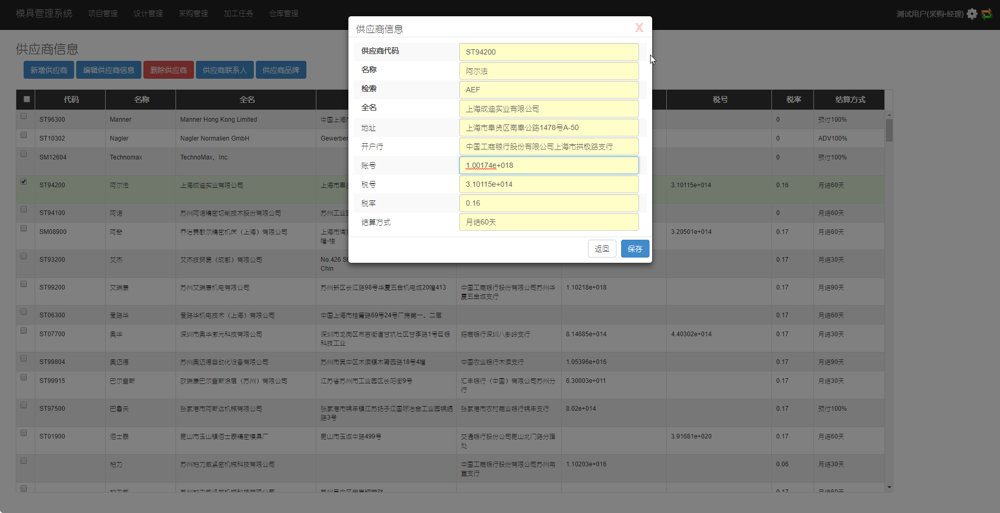 模具管理系统 项目管理 设计管理 采购管理 加工任务 仓库管理 测试用户(采购-经理)
供应商信息
新增供应商 编辑供应商信息 删除供应商 供应商联系人 供应商品牌
供应商信息 X
供应商代码 ST94200
名称 阿尔法
检索 AEF
全名 上海成迪实业有限公司
地址 上海市奉贤区南奉公路1478号A-50
开户行 中国工商银行股份有限公司上海市拱极路支行
账号 1.00174e+018
税号 3.10115e+014
税率 0.16
结算方式 月结60天
返回 保存
代码 名称 全名 税号 税率 结算方式
ST96300 Manner Manner Hong Kong Limited 中国上海 0 预付100%
ST10302 Nagler Nagler Normalien GmbH Gewerber 0 ADV100%
SM12604 Technomax TechnoMax, Inc. 0 预付100%
ST94200 阿尔法 上海成迪实业有限公司 上海市奉 3.10115e+014 0.16 月结60天
ST94100 阿诺 苏州阿诺精密切削技术股份有限公司 苏州工业 0 月结60天
SM08900 阿奇 乔治费歇尔精密机床（上海）有限公司 上海市浦 3.20501e+014 0.17 月结60天
幢-楼
ST93200 艾杰 艾杰技贸易（成都）有限公司 No.426 S 0.17 月结30天
Chin
ST99200 艾瑞康 苏州艾瑞康机电有限公司 苏州新区长江路98号华夏五金机电城20幢413 中国工商银行股份有限公司苏州华 1.10218e+018 0.17 月结90天
夏五金城支行
ST06300 爱路华 爱路华机电技术（上海）有限公司 中国上海市桂箐路69号24号厂房第一、二层 0.17 月结60天
ST07700 奥华 深圳市奥华激光科技有限公司 深圳市龙岗区布吉街道甘坑社区甘李路1号巨银 招商银行深圳八卦岭支行 8.14685e+014 4.40302e+014 0.17 月结30天
科技工业
ST99804 奥迈德 苏州奥迈德自动化设备有限公司 苏州市吴中区木渎镇木胥西路18号4幢 中国农业银行木渎支行 1.05396e+016 0.17 月结90天
ST99915 巴尔查斯 欧瑞康巴尔查斯涂层（苏州）有限公司 江苏省苏州市工业园区长阳街9号 汇丰银行（中国）有限公司苏州分 6.30003e+011 0.17 月结30天
行
ST97500 巴鲁夫 张家港市阿斯达机械有限公司 张家港市锦丰镇江苏扬子江国际冶金工业园锦绣 张家港市农村商业银行锦丰支行 8.02e+014 0.17 预付100%
路3号
ST01900 佰士泰 昆山市玉山镇佰士泰精密模具厂 昆山市玉城中路499号 交通银行股份公司昆山北门路分理 3.91681e+020 0.17 月结60天
处
柏力 苏州柏力威紧密机械科技有限公司 中国工商银行股份有限公司苏州甪 1.10203e+016 0.06 月结30天
直支行
柏力威 苏州柏力威紧密机械科技有限公司 0.17 月结60天